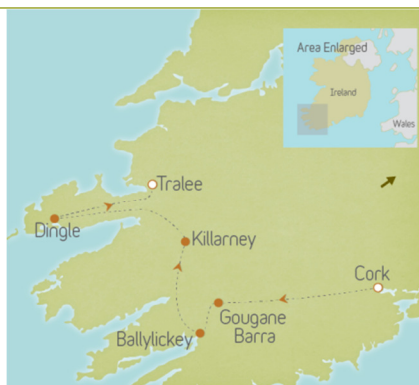 Area Enlarged
Ireland
Wales
Tralee
Dingle
Killarney
Cork
Gougane
Barra
Ballylickey